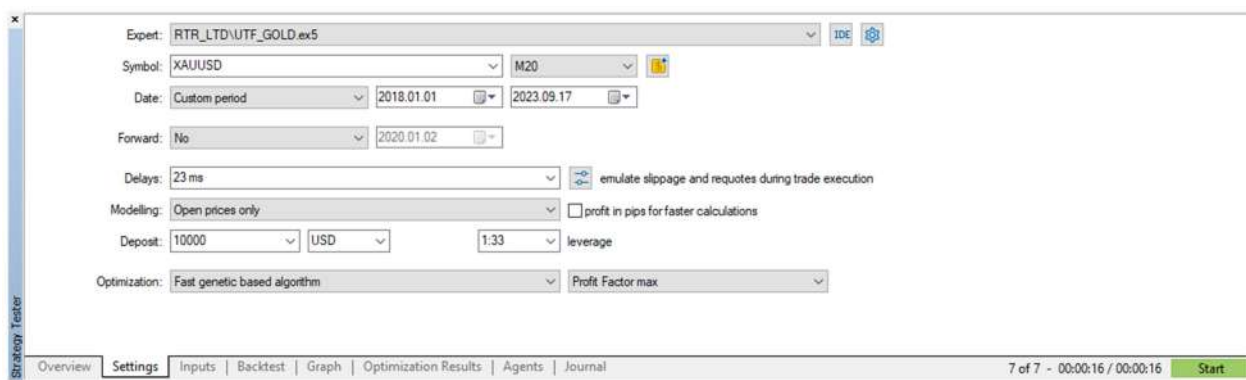 Expert: RTR_LTD\UTF_GOLD.ex5 IDE
Symbol: XAUUSD M20
Date: Custom period 2018.01.01 2023.09.17
Forward: No 2020.01.02
Delays: 23 ms emulate slippage and requotes during trade execution
Modelling: Open prices only profit in pips for faster calculations
Deposit: 10000 USD 1:33 leverage
Optimization: Fast genetic based algorithm Profit Factor max
Strategy Tester
Overview Settings Inputs Backtest Graph Optimization Results Agents Journal 7 of 7 - 00:00:16 / 00:00:16 Start